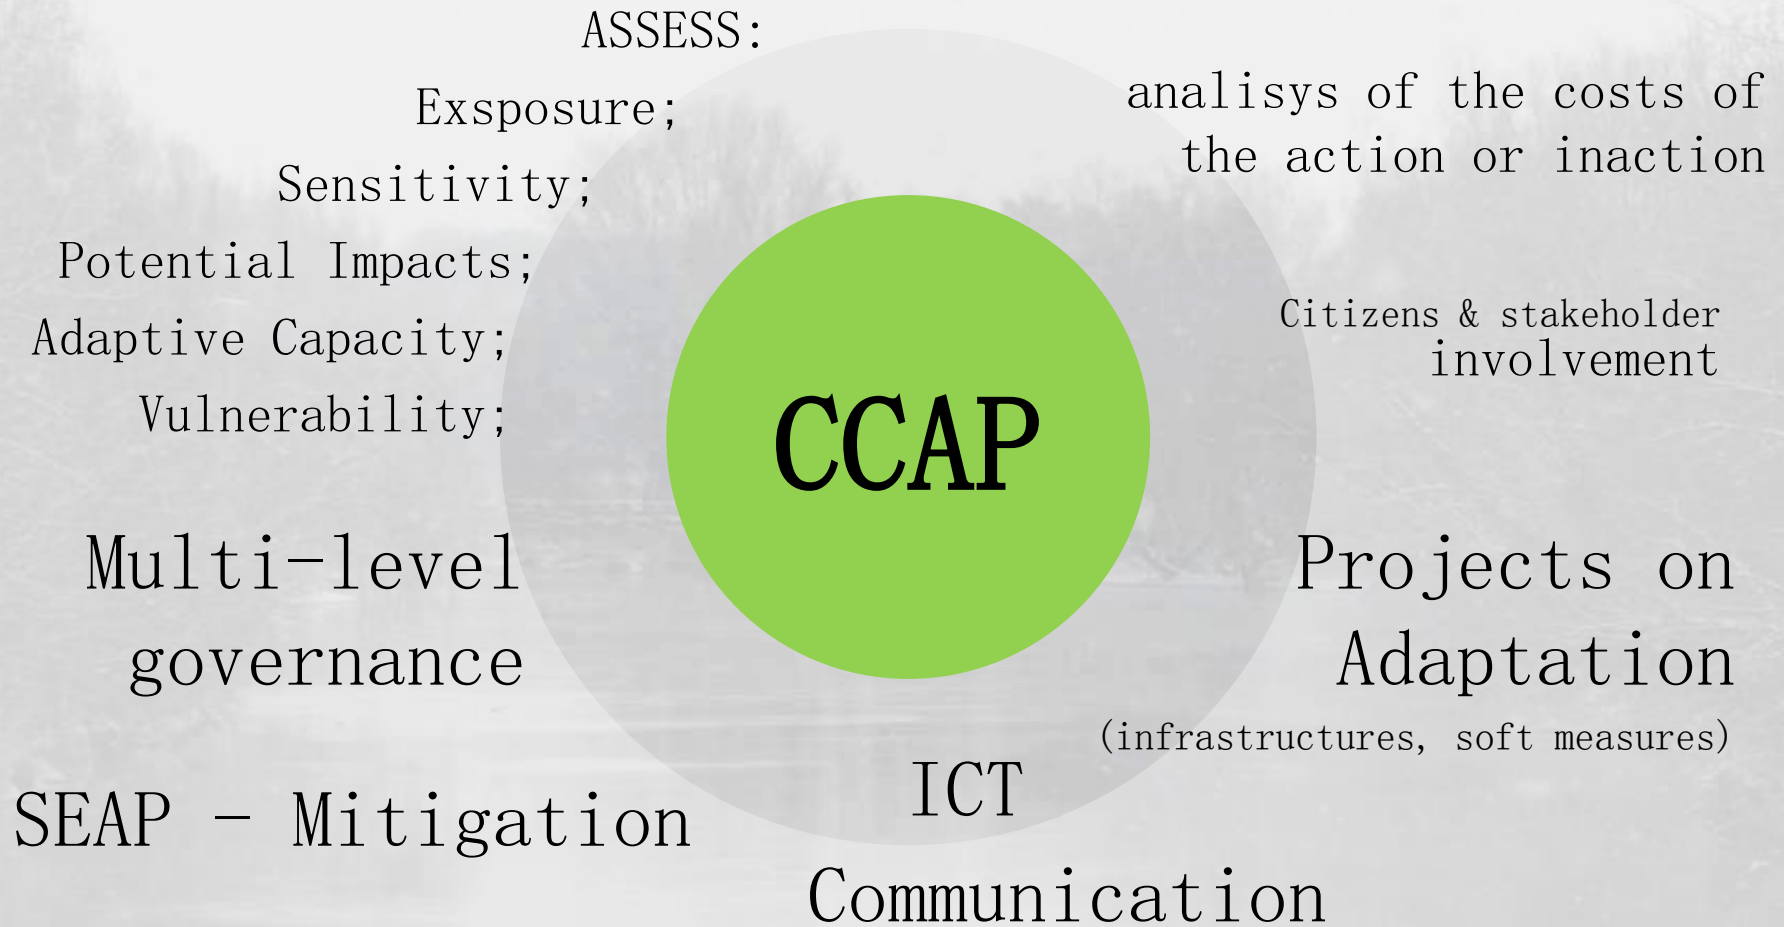 ASSESS:
Exsposure;
Sensitivity;
Potential Impacts;
Adaptive Capacity;
Vulnerability;
analisys of the costs of
the action or inaction
Citizens & stakeholder
involvement
CCAP
Multi-level
governance
Projects on
Adaptation
(infrastructures, soft measures)
SEAP - Mitigation
ICT
Communication